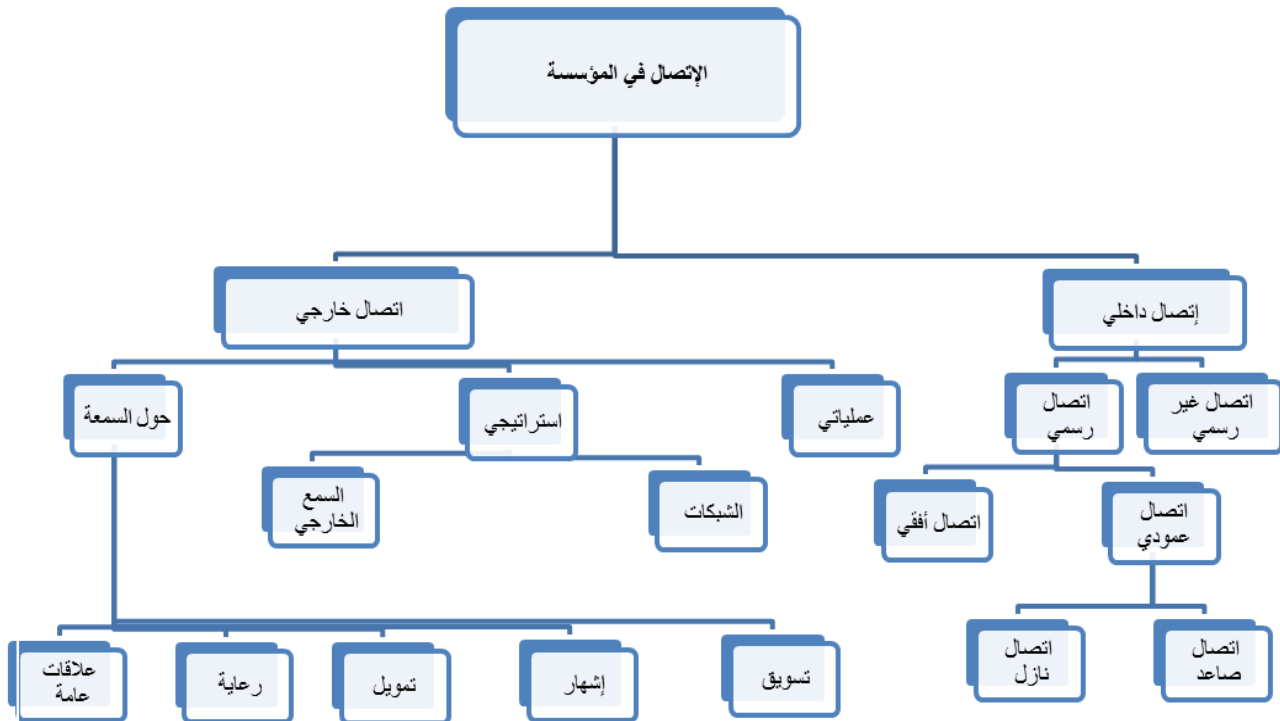 الإتصال في المؤسسة
إتصال داخلي
اتصال خارجي
اتصال غير
رسمي
اتصال
رسمي
عملياتي
استراتيجي
حول السمعة
اتصال
عمودي
اتصال أفقي
الشبكات
السمع
الخارجي
اتصال
صاعد
اتصال
نازل
تسويق
إشهار
تمويل
رعاية
علاقات
عامة